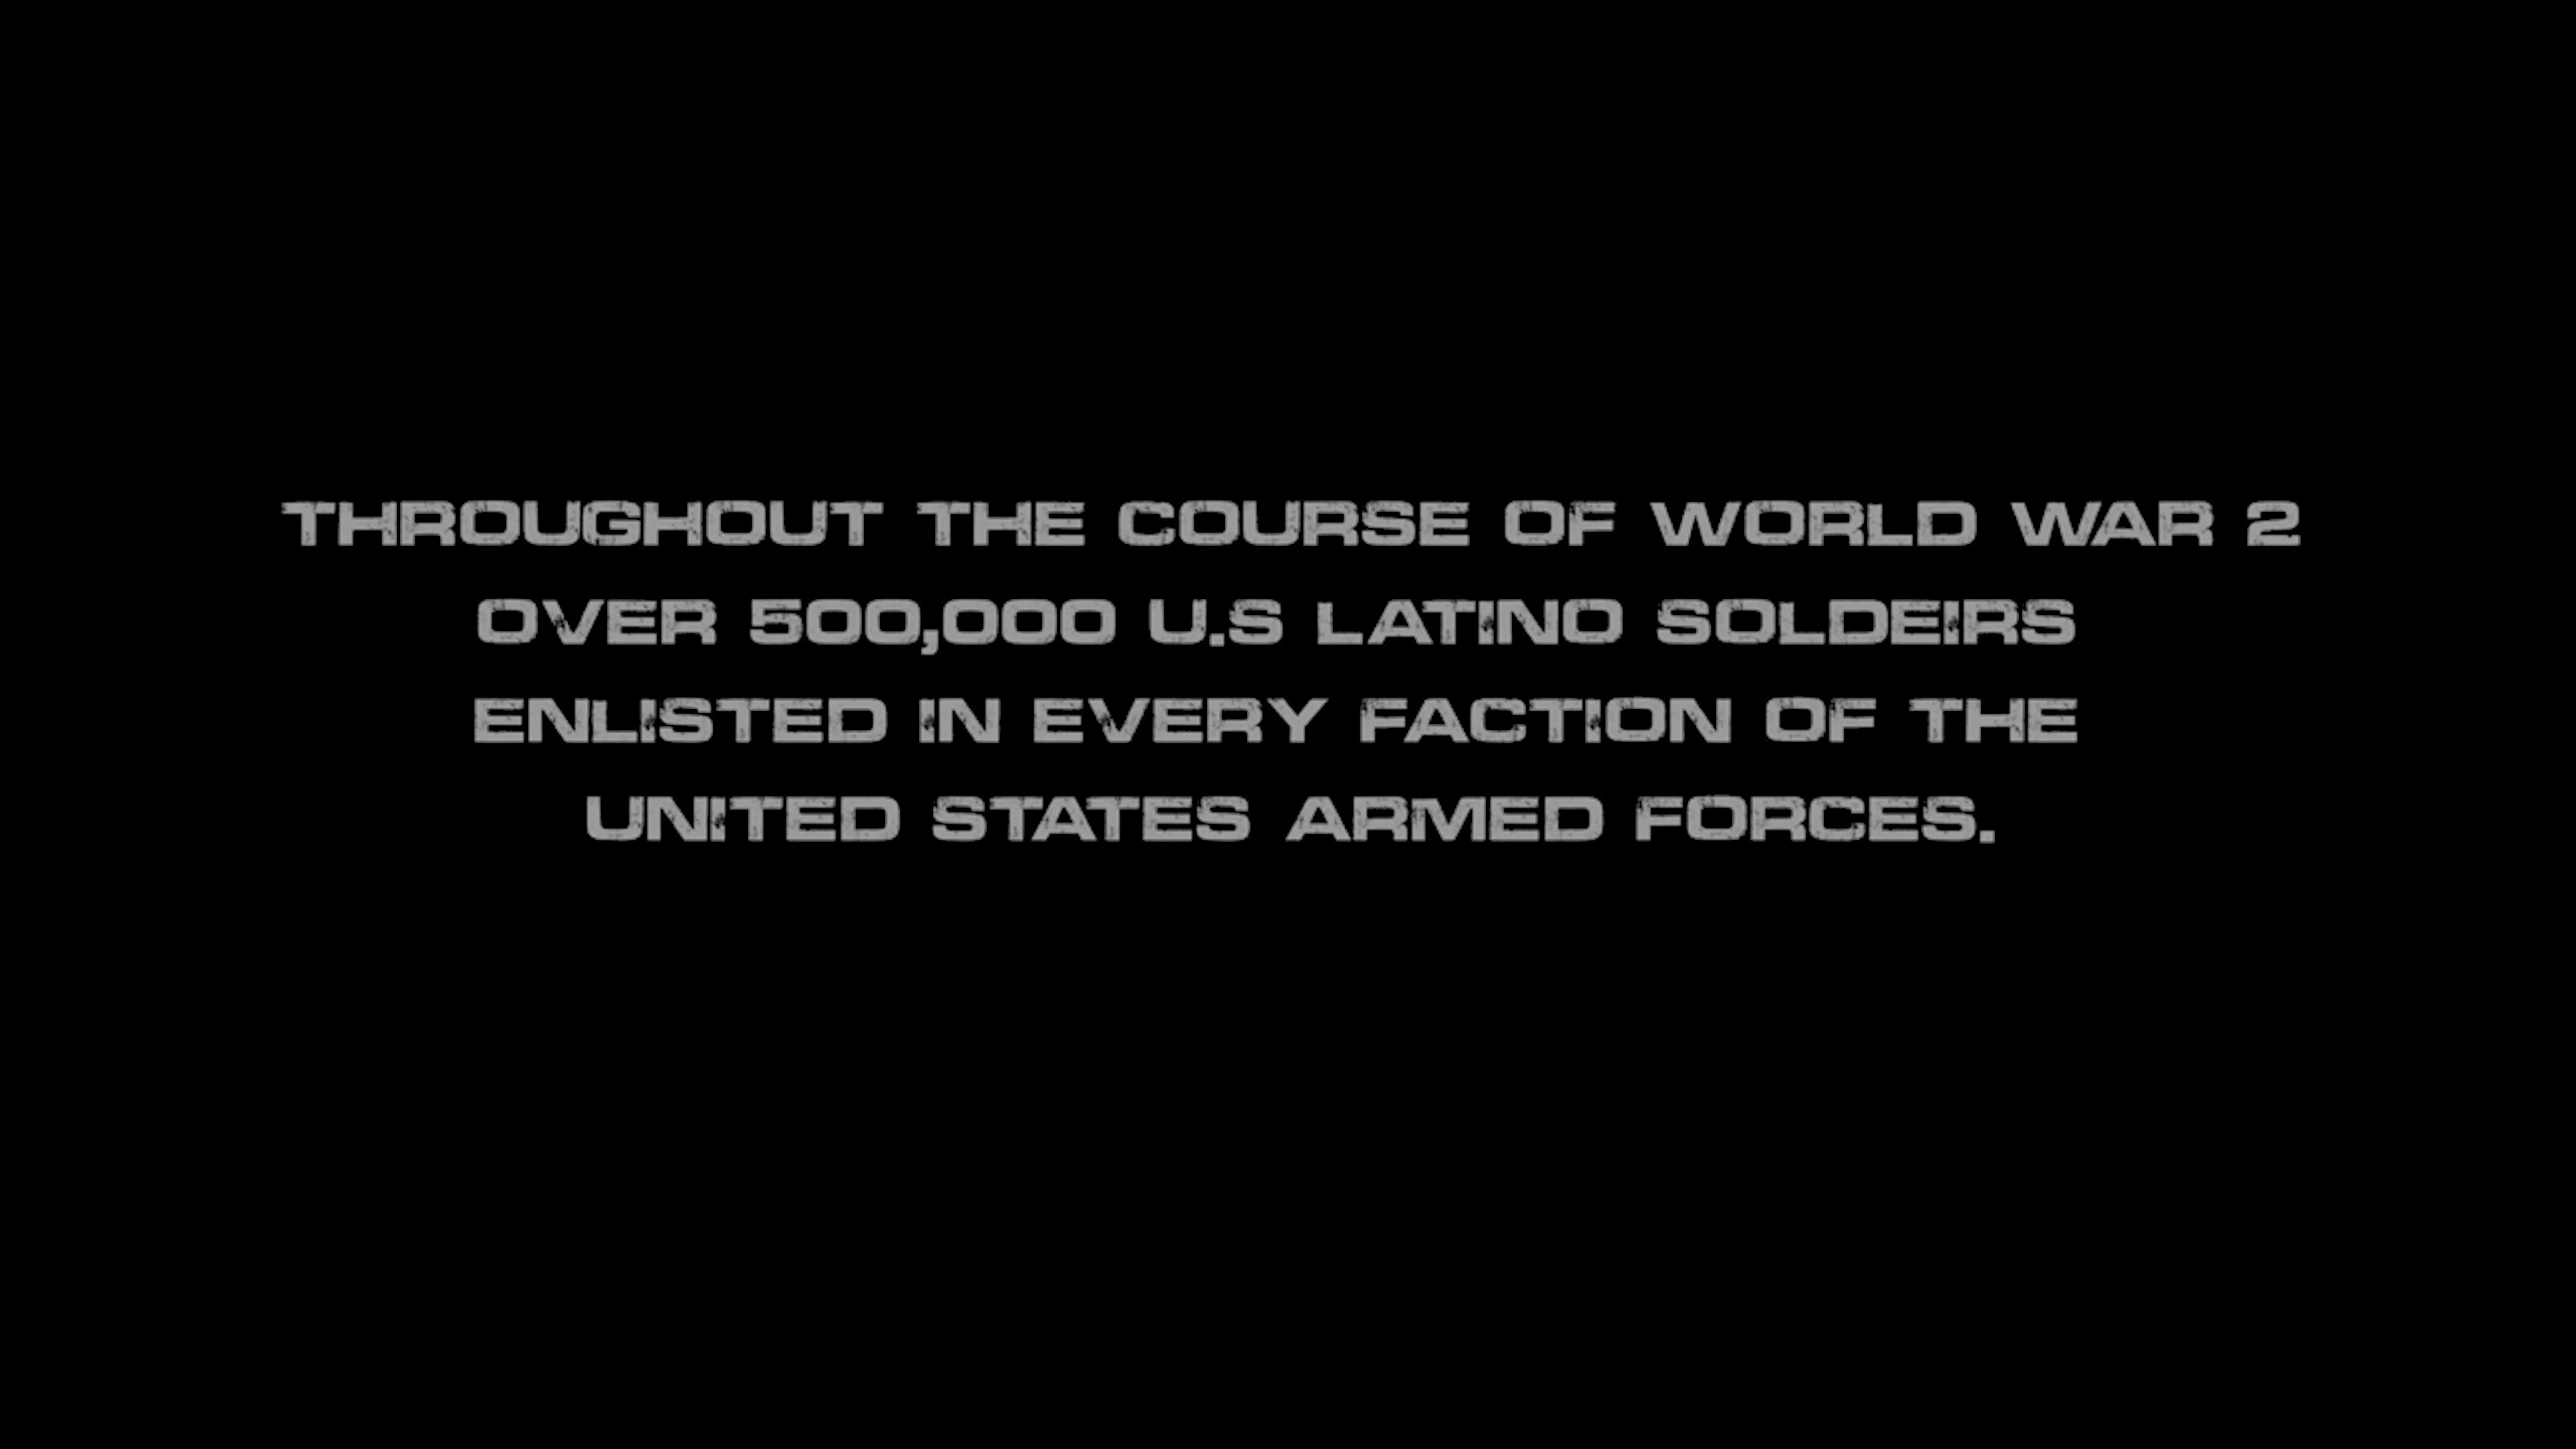 THROUGHOUT THE COURSE OF WORLD WAR 2
OVER 500,000 U.S LATINO SOLDEIRS
ENLISTED IN EVERY FACTION OF THE
UNITED STATES ARMED FORCES.